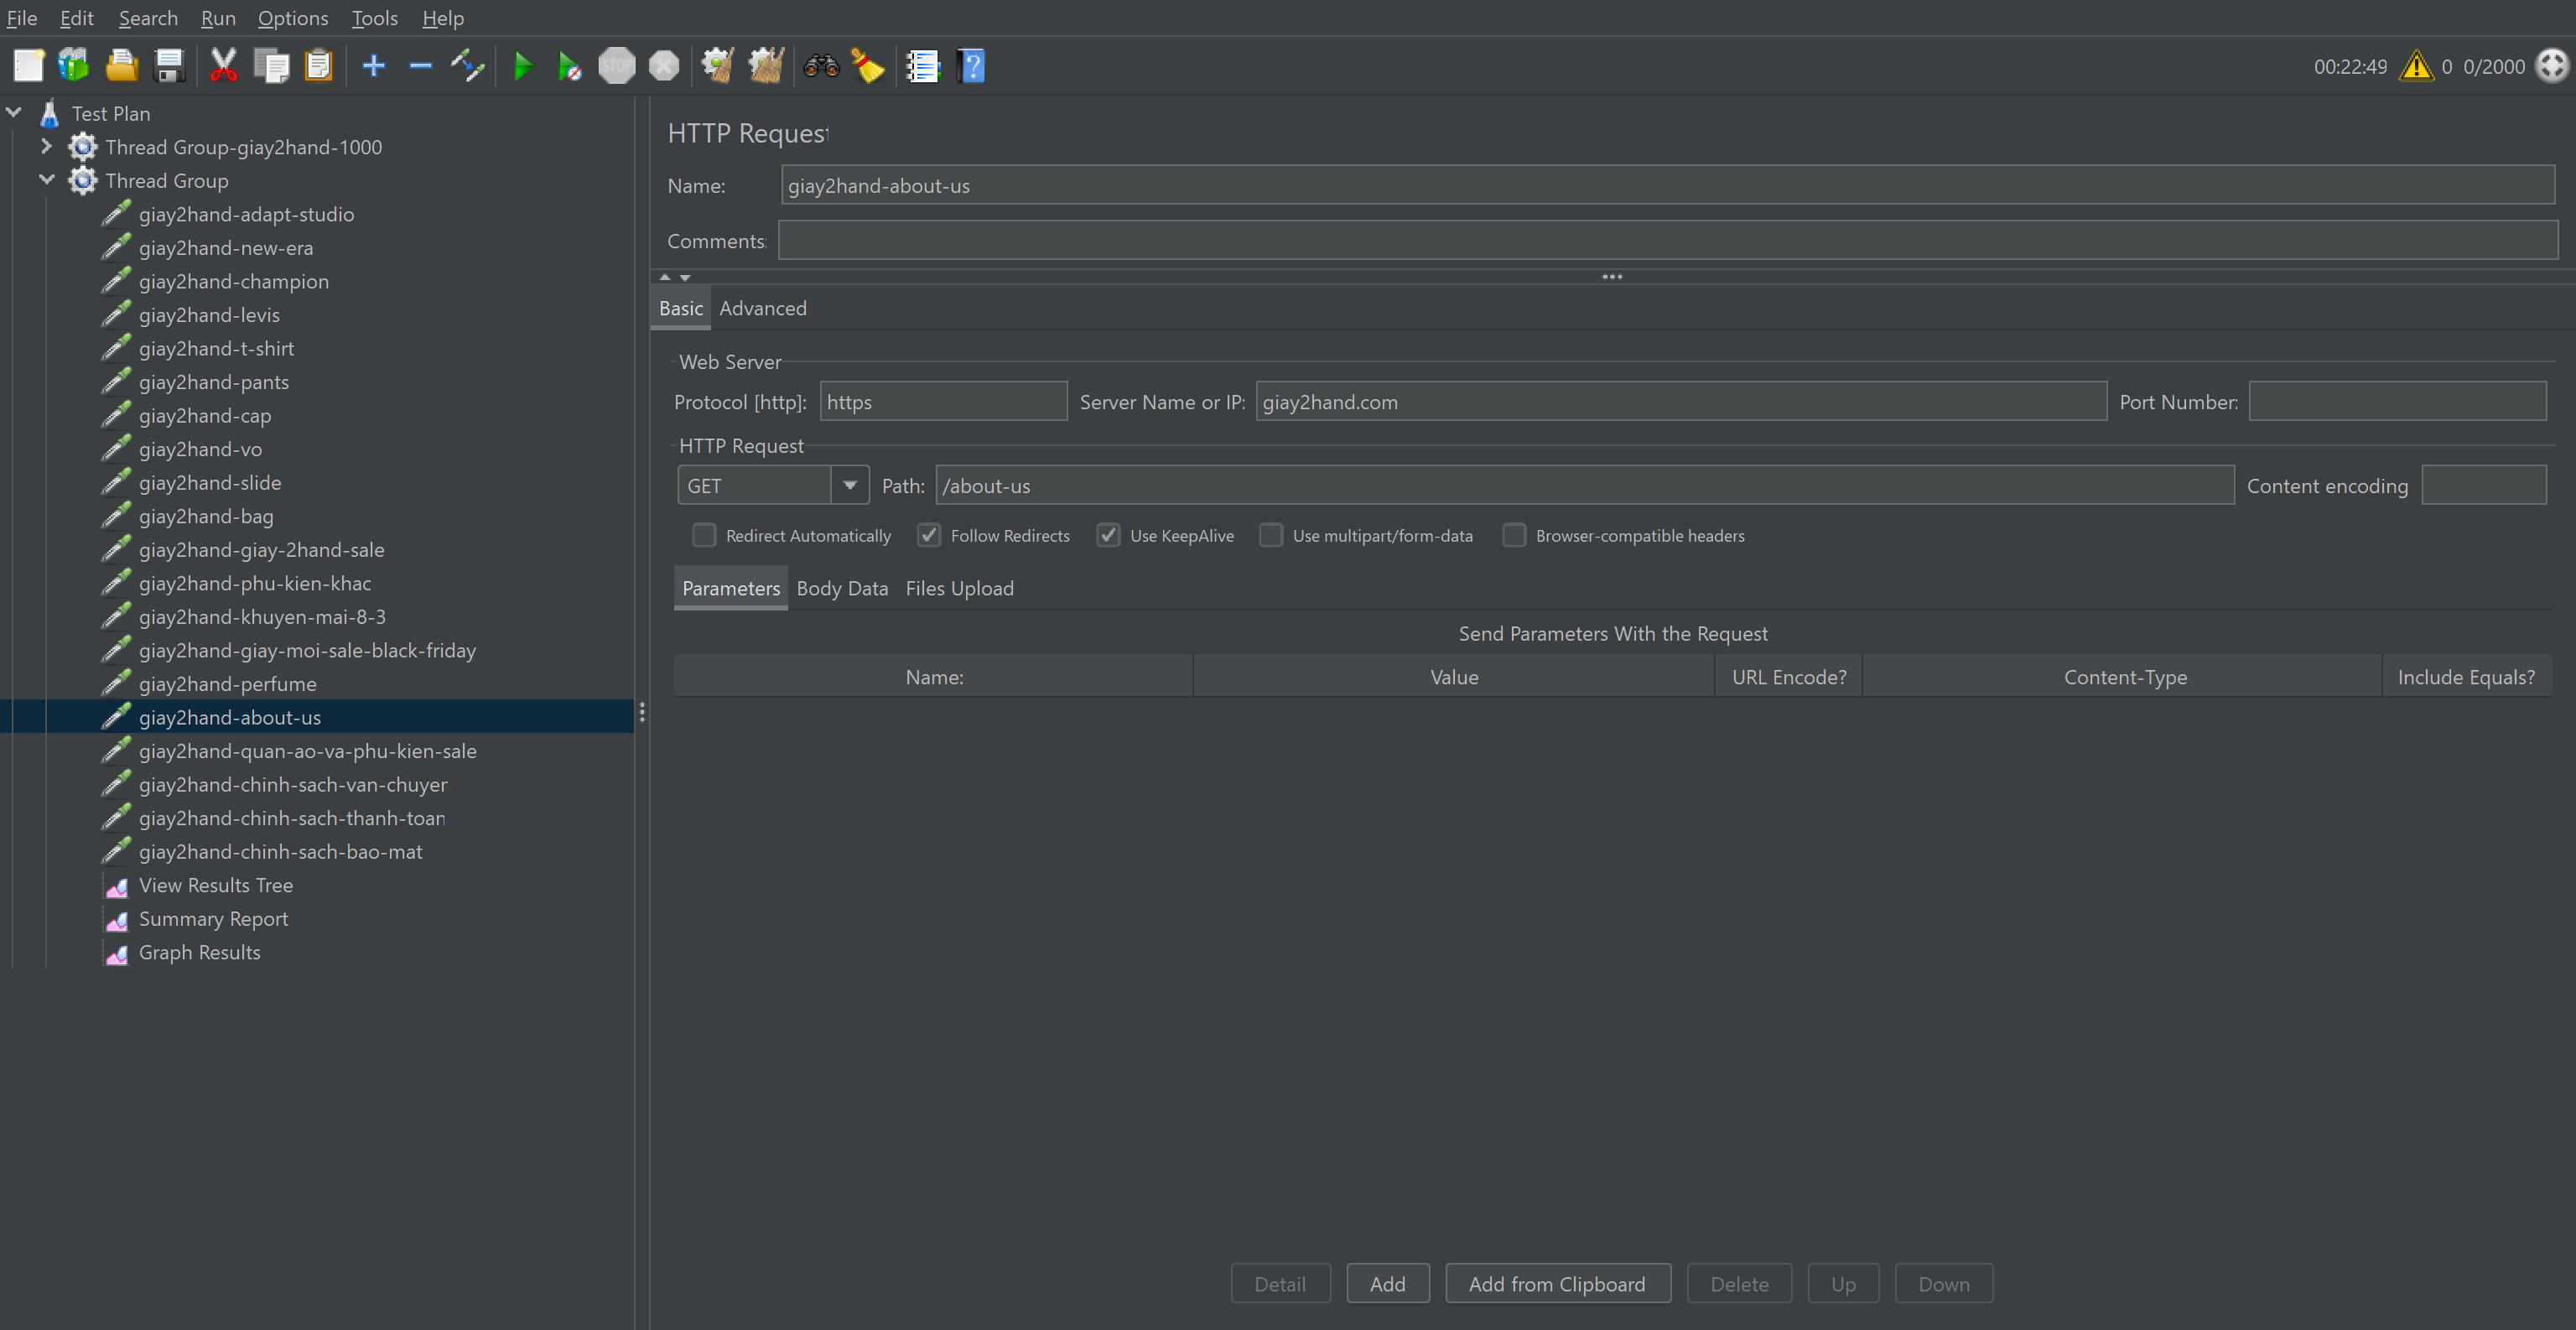 File Edit Search Run Options Tools Help
STOP
00:22:49 0 0/2000
Test Plan
Thread Group-giay2hand-1000
Thread Group
giay2hand-adapt-studio
giay2hand-new-era
giay2hand-champion
giay2hand-levis
giay2hand-t-shirt
giay2hand-pants
giay2hand-cap
giay2hand-vo
giay2hand-slide
giay2hand-bag
giay2hand-giay-2hand-sale
giay2hand-phu-kien-khac
giay2hand-khuyen-mai-8-3
giay2hand-giay-moi-sale-black-friday
giay2hand-perfume
giay2hand-about-us
giay2hand-quan-ao-va-phu-kien-sale
giay2hand-chinh-sach-van-chuyer
giay2hand-chinh-sach-thanh-toan
giay2hand-chinh-sach-bao-mat
View Results Tree
Summary Report
Graph Results
HTTP Request
Name: giay2hand-about-us
Comments:
Basic Advanced
Web Server
Protocol [http]: https Server Name or IP: giay2hand.com Port Number:
HTTP Request
GET Path: /about-us Content encoding
Redirect Automatically Follow Redirects Use KeepAlive Use multipart/form-data Browser-compatible headers
Parameters Body Data Files Upload
Send Parameters With the Request
Name: Value URL Encode? Content-Type Include Equals?
Detail Add Add from Clipboard Delete Up Down